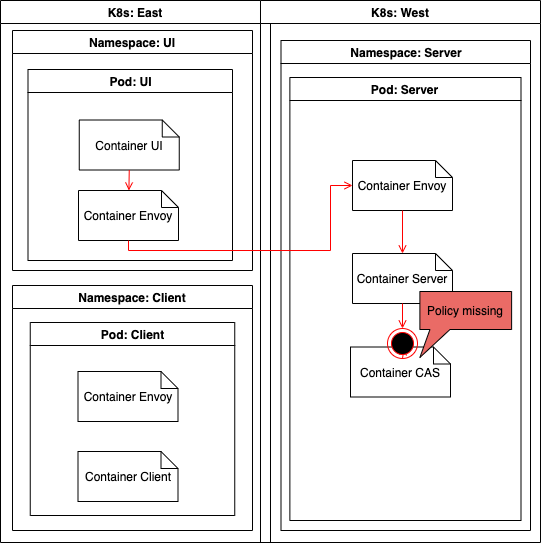 K8s: East
K8s: West
Namespace: UI
Pod: UI
Container UI
Container Envoy
Namespace: Client
Pod: Client
Container Envoy
Container Client
Namespace: Server
Pod: Server
Container Envoy
Container Server
Policy missing
Container CAS